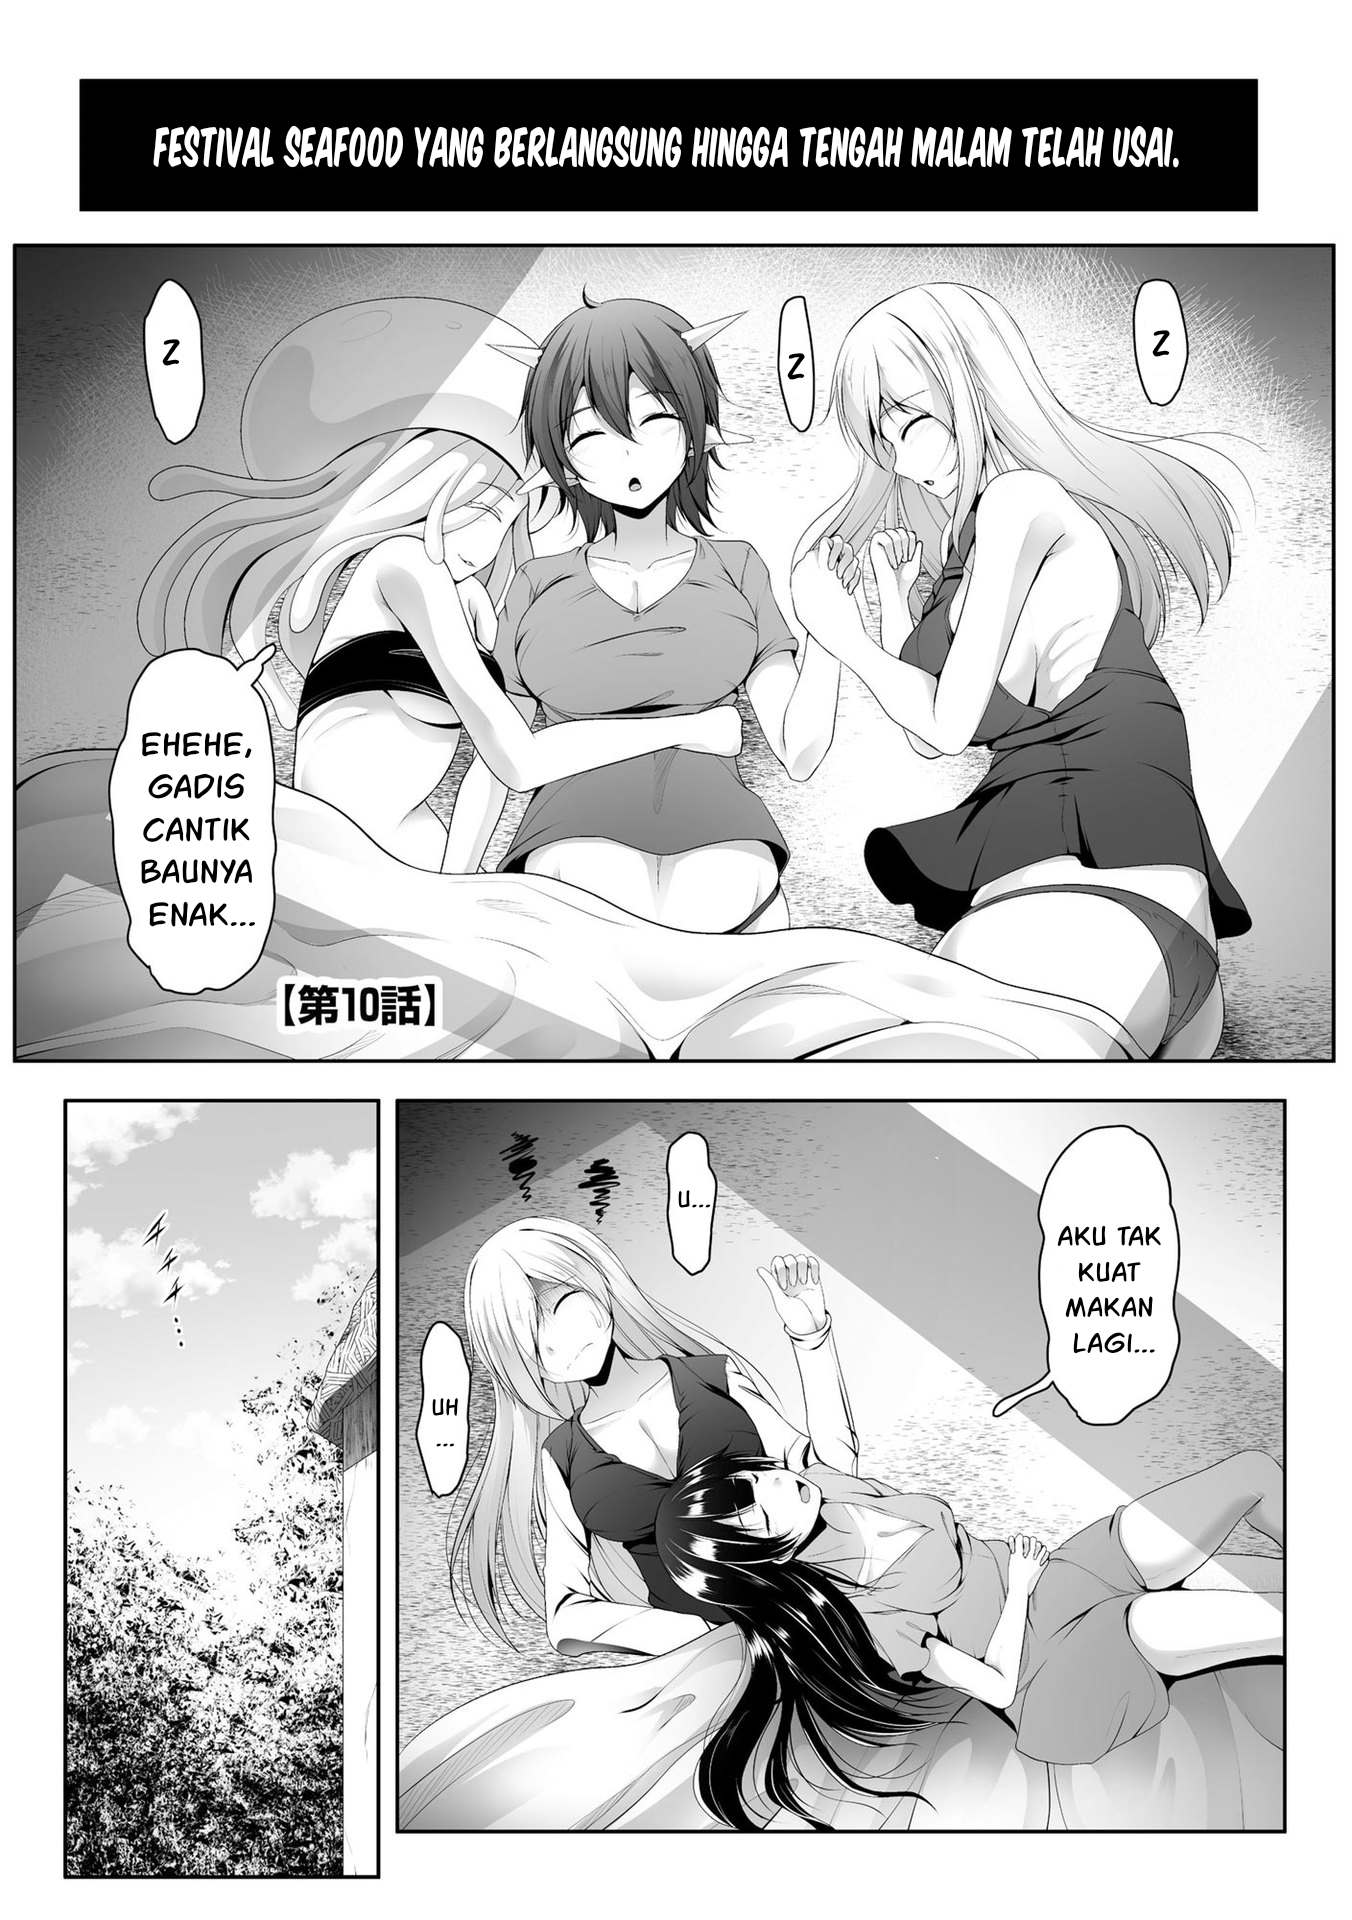 FESTIVAL SEAFOOD YANG BERLANGSUNG HINGGA TENGAH MALAM TELAH USAI.
Z
Z
Z
EHEHE,
GADIS
CANTIK
BAUNYA
ENAK...
【第10話】
U...
AKU TAK
KUAT
MAKAN
LAGI...
UH
...